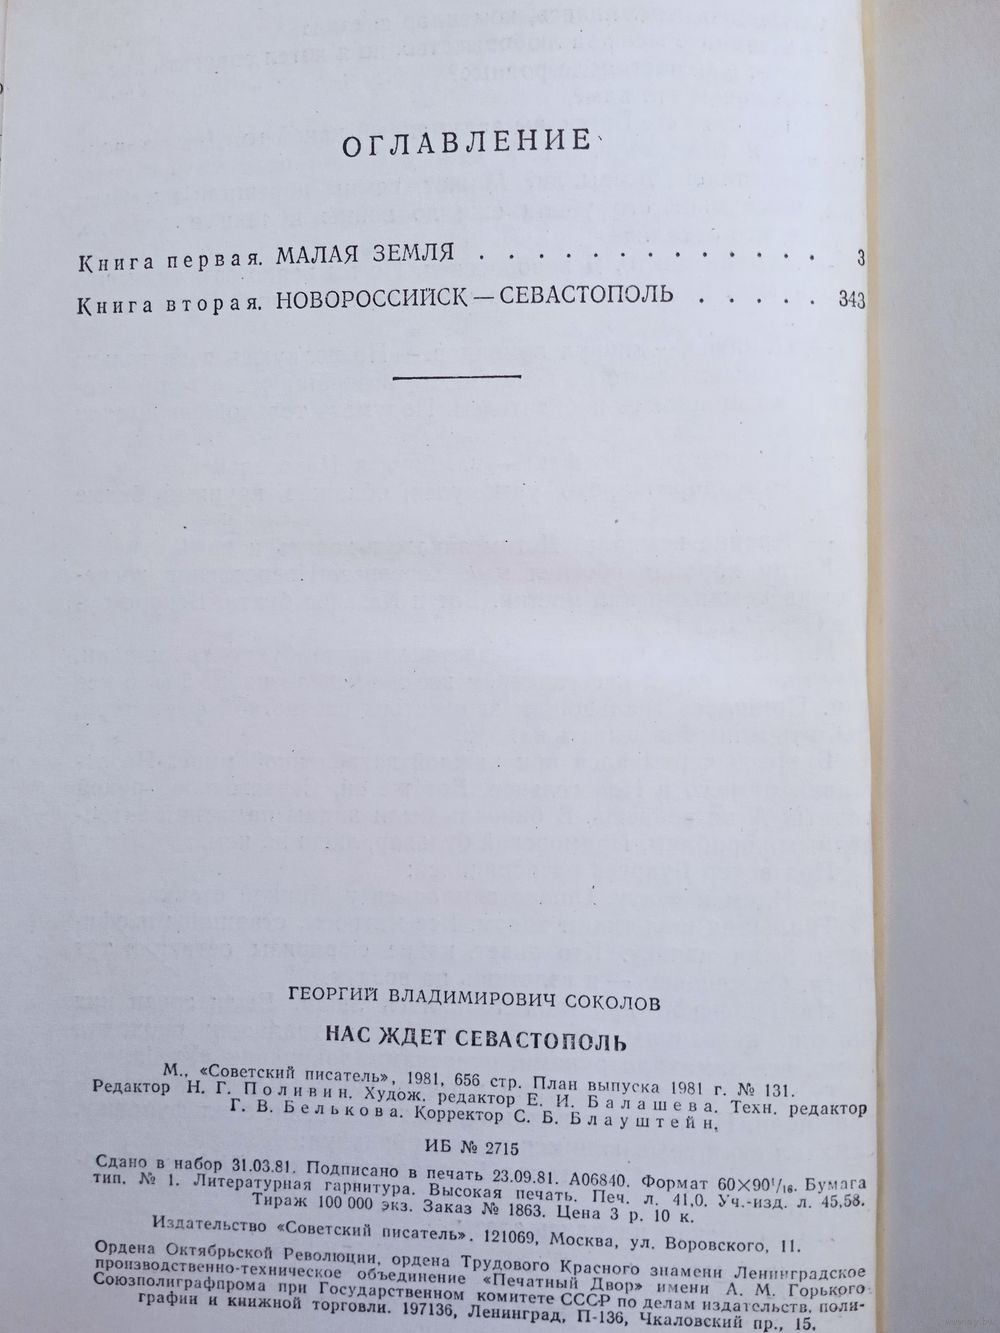 ОГЛАВЛЕНИЕ
Книга первая. МАЛАЯ ЗЕМЛЯ . . . . . . . . . . . . . 3
Книга вторая. НОВОРОССИЙСК — СЕВАСТОПОЛЬ . . . . . 343
ГЕОРГИЙ ВЛАДИМИРОВИЧ СОКОЛОВ
НАС ЖДЕТ СЕВАСТОПОЛЬ
М., «Советский писатель», 1981, 656 стр. План выпуска 1981 г. № 131.
Редактор Н. Г. Поливин. Худож. редактор Е. И. Балашева. Техн. редактор
Г. В. Белькова. Корректор С. Б. Блауштейн.
ИБ № 2715
Сдано в набор 31.03.81. Подписано в печать 23.09.81. А06840. Формат 60×90¹/₁₆. Бумага
тип. № 1. Литературная гарнитура. Высокая печать. Печ. л. 41,0. Уч.-изд. л. 45,58.
Тираж 100 000 экз. Заказ № 1863. Цена 3 р. 10 к.
Издательство «Советский писатель». 121069, Москва, ул. Воровского, 11.
Ордена Октябрьской Революции, ордена Трудового Красного знамени Ленинградское
производственно-техническое объединение «Печатный Двор» имени А. М. Горького
Союзполиграфпрома при Государственном комитете СССР по делам издательств, поли-
графии и книжной торговли. 197136, Ленинград, П-136, Чкаловский пр., 15.